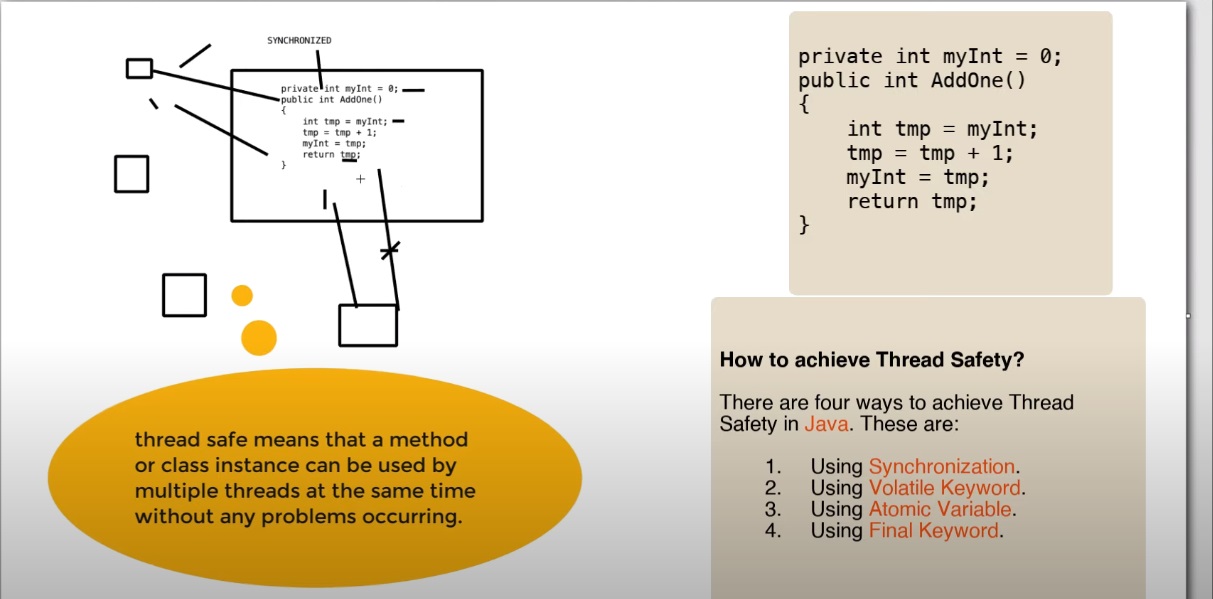 SYNCHRONIZED
private int myInt = 0;
public int AddOne()
{
int tmp = myInt;
tmp = tmp + 1;
myInt = tmp;
return tmp;
}
thread safe means that a method
or class instance can be used by
multiple threads at the same time
without any problems occurring.
private int myInt = 0;
public int AddOne()
{
int tmp = myInt;
tmp = tmp + 1;
myInt = tmp;
return tmp;
}
How to achieve Thread Safety?
There are four ways to achieve Thread
Safety in Java. These are:
1. Using Synchronization.
2. Using Volatile Keyword.
3. Using Atomic Variable.
4. Using Final Keyword.